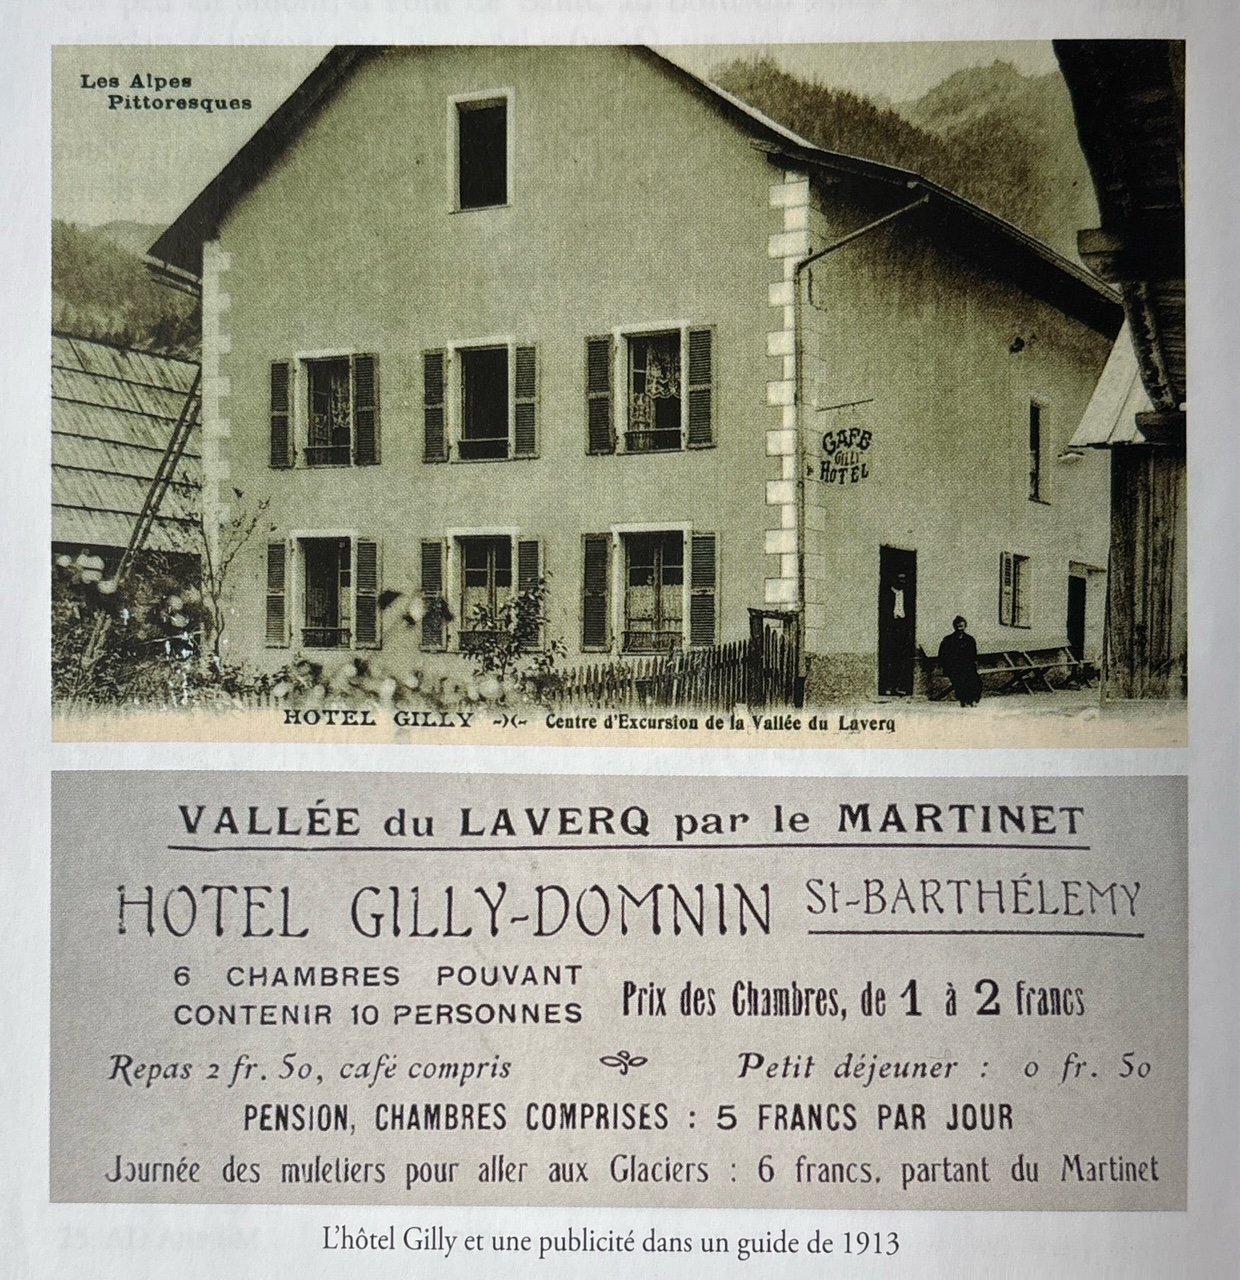 Les Alpes
Pittoresques
CAFE
GILLY
HOTEL
HOTEL GILLY -)(- Centre d'Excursion de la Vallée du Laverq
VALLÉE du LAVERQ par le MARTINET
HOTEL GILLY-DOMNIN St-BARTHÉLEMY
6 CHAMBRES POUVANT
CONTENIR 10 PERSONNES
Prix des Chambres, de 1 à 2 francs
Repas 2 fr. 50, café compris
Petit déjeuner : 0 fr. 50
PENSION, CHAMBRES COMPRISES : 5 FRANCS PAR JOUR
Journée des muletiers pour aller aux Glaciers : 6 francs, partant du Martinet
L'hôtel Gilly et une publicité dans un guide de 1913